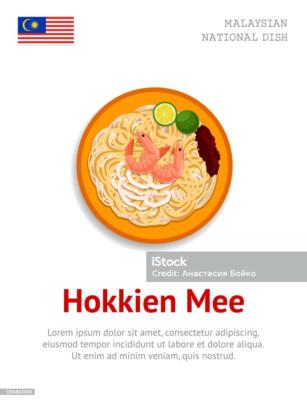 MALAYSIAN
NATIONAL DISH
iStock
Credit: Анастасия Бойко
Hokkien Mee
Lorem ipsum dolor sit amet, consectetur adipiscing,
eiusmod tempor incididunt ut labore et dolore aliqua.
Ut enim ad minim veniam, quis nostrud.